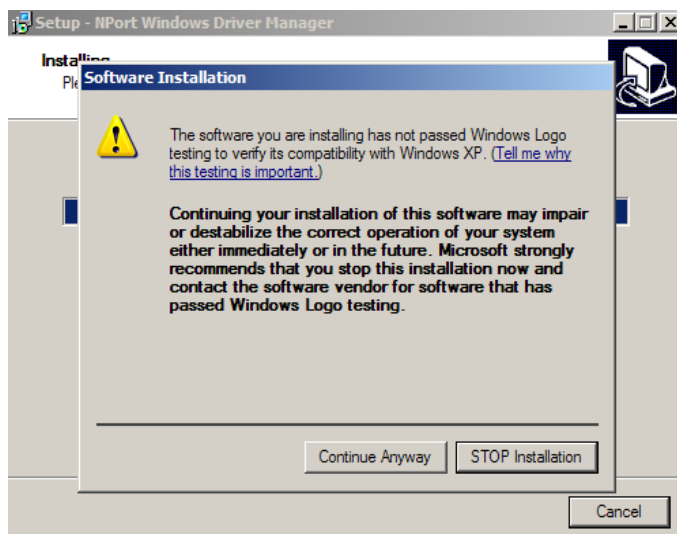 Setup - NPort Windows Driver Manager
Installing
Software Installation
The software you are installing has not passed Windows Logo
testing to verify its compatibility with Windows XP. (Tell me why
this testing is important.)
Continuing your installation of this software may impair
or destabilize the correct operation of your system
either immediately or in the future. Microsoft strongly
recommends that you stop this installation now and
contact the software vendor for software that has
passed Windows Logo testing.
Continue Anyway
STOP Installation
Cancel